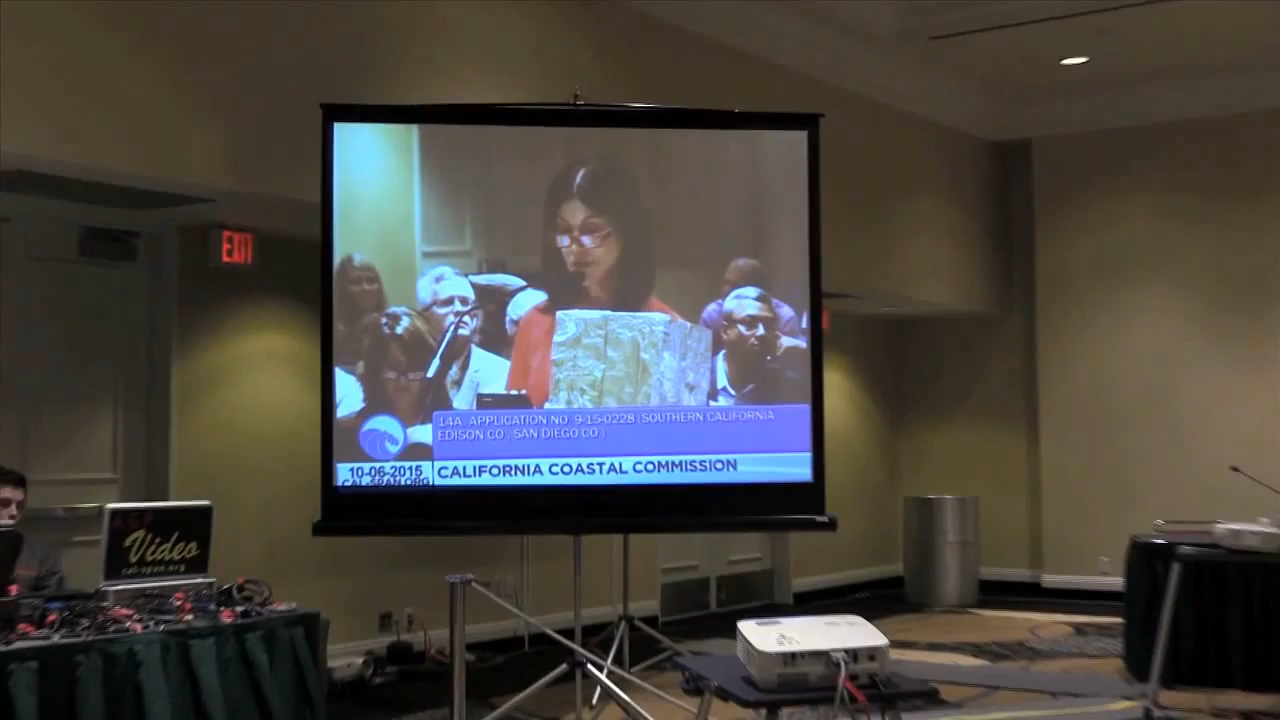 EXIT
14A APPLICATION NO. 9-15-0228 (SOUTHERN CALIFORNIA
EDISON CO., SAN DIEGO CO.)
10-06-2015
CALIFORNIA COASTAL COMMISSION
CAL-SPAN.ORG
AGP
Video
cal-span.org